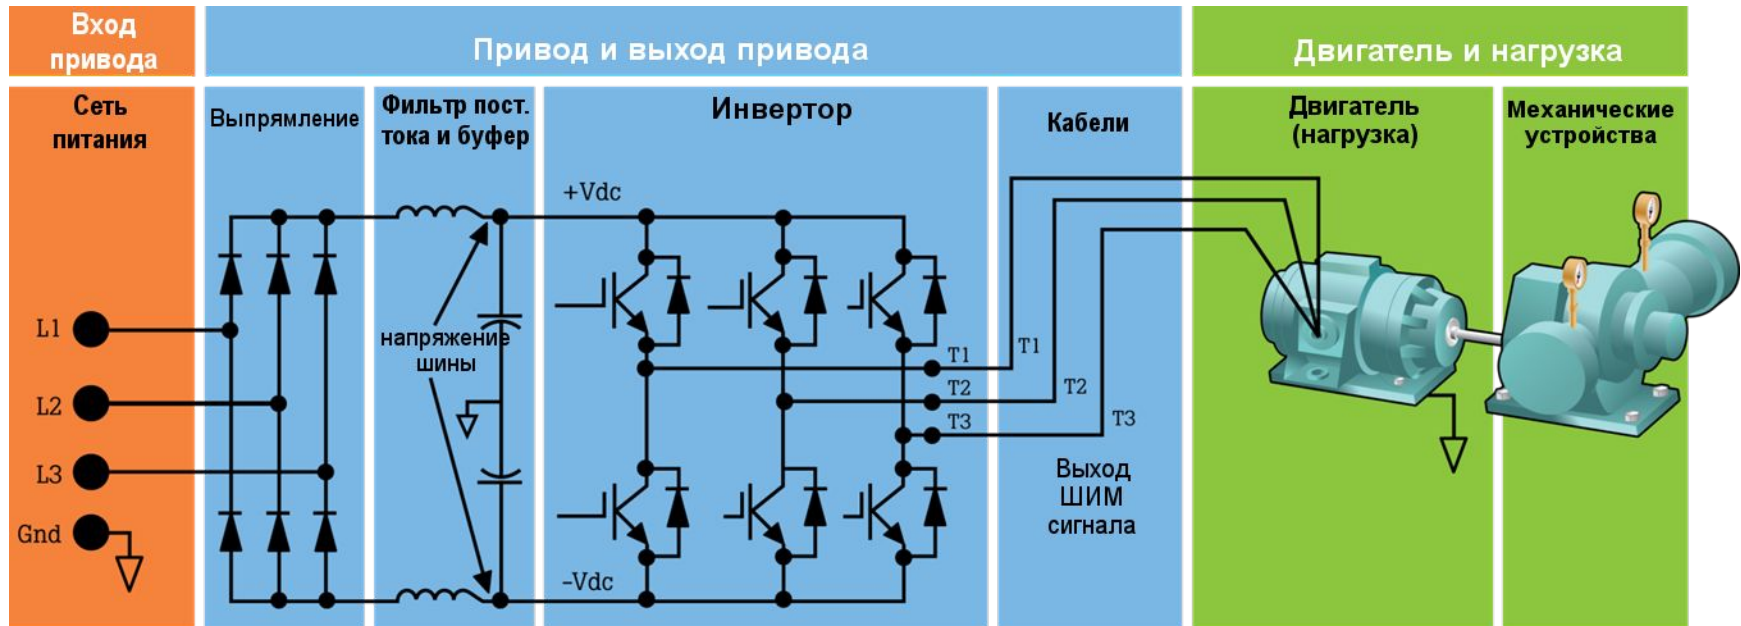 Вход
привода
Привод и выход привода
Двигатель и нагрузка
Сеть
питания
Выпрямление
Фильтр пост.
тока и буфер
Инвертор
Кабели
Двигатель
(нагрузка)
Механические
устройства
+Vdc
L1
напряжение
шины
T1
T1
L2
T2
T2
L3
T3
T3
Gnd
Выход
ШИМ
сигнала
-Vdc